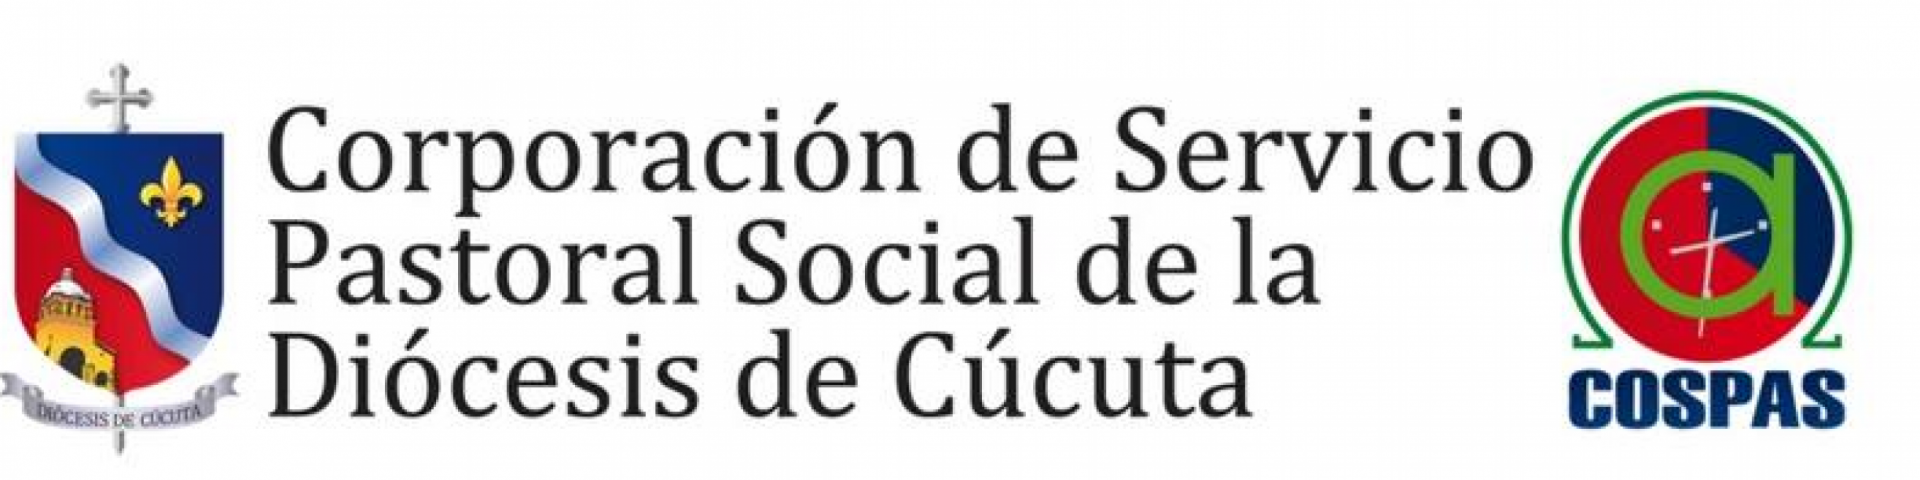 Corporación de Servicio
Pastoral Social de la
Diócesis de Cúcuta
DIÓCESIS DE CÚCUTA
COSPAS